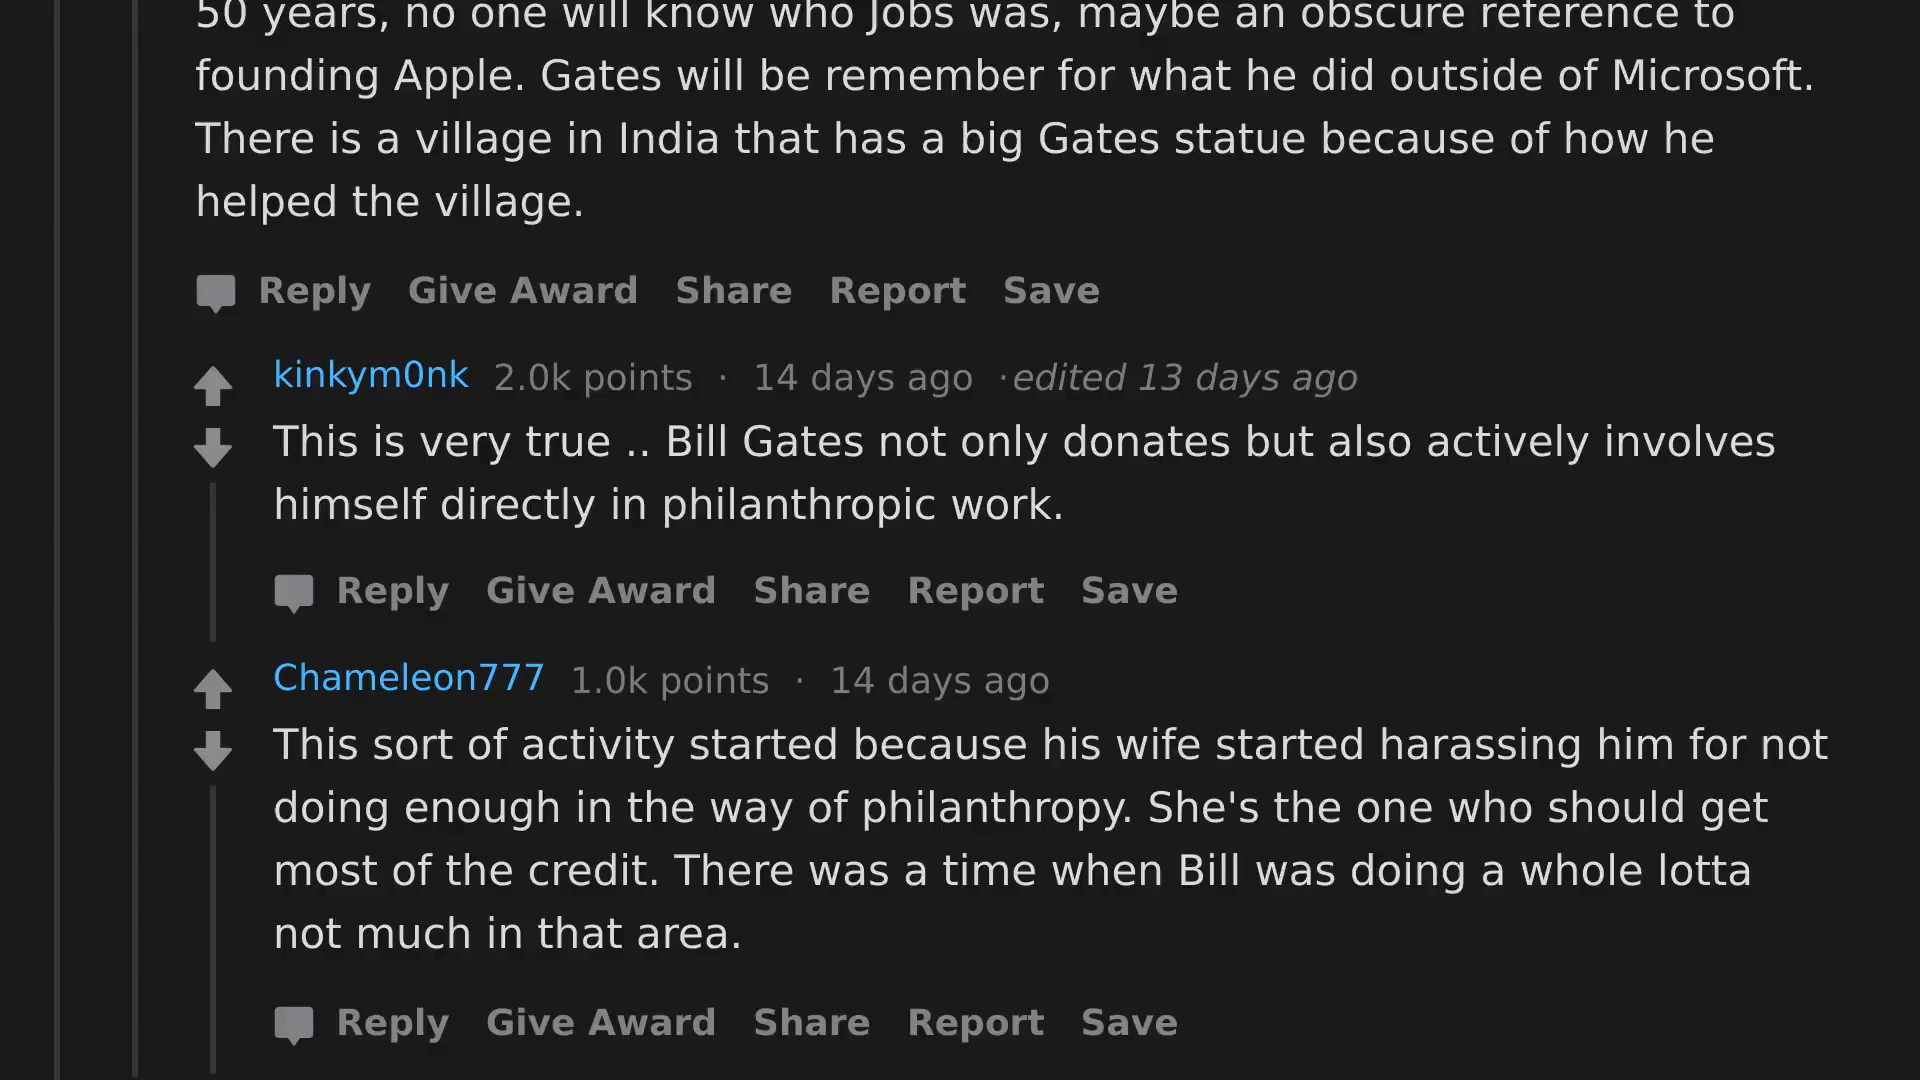 50 years, no one will know who Jobs was, maybe an obscure reference to
founding Apple. Gates will be remember for what he did outside of Microsoft.
There is a village in India that has a big Gates statue because of how he
helped the village.
Reply Give Award Share Report Save
kinkym0nk 2.0k points · 14 days ago ·edited 13 days ago
This is very true .. Bill Gates not only donates but also actively involves
himself directly in philanthropic work.
Reply Give Award Share Report Save
Chameleon777 1.0k points · 14 days ago
This sort of activity started because his wife started harassing him for not
doing enough in the way of philanthropy. She's the one who should get
most of the credit. There was a time when Bill was doing a whole lotta
not much in that area.
Reply Give Award Share Report Save